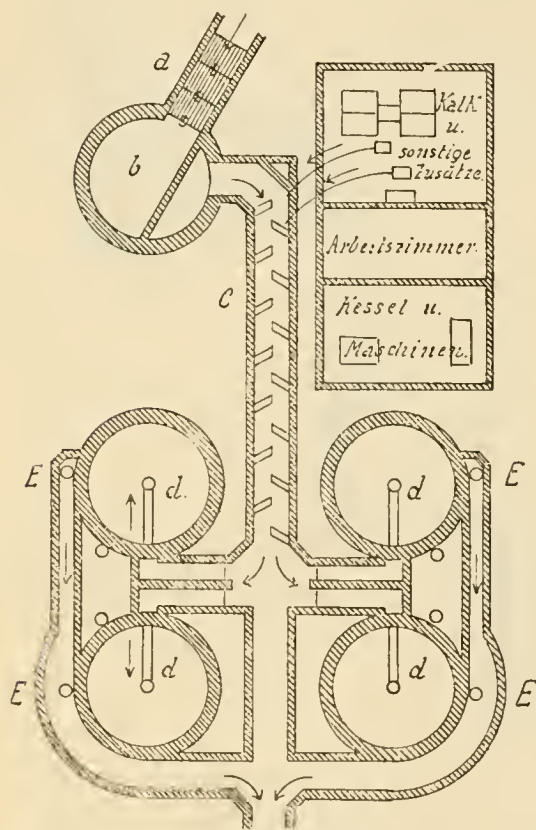 a
Kalk
u.
sonstige
Zusätze.
b
Arbeitszimmer.
C
Kessel u.
Maschinen.
E
d.
d
E
E
d
d
E